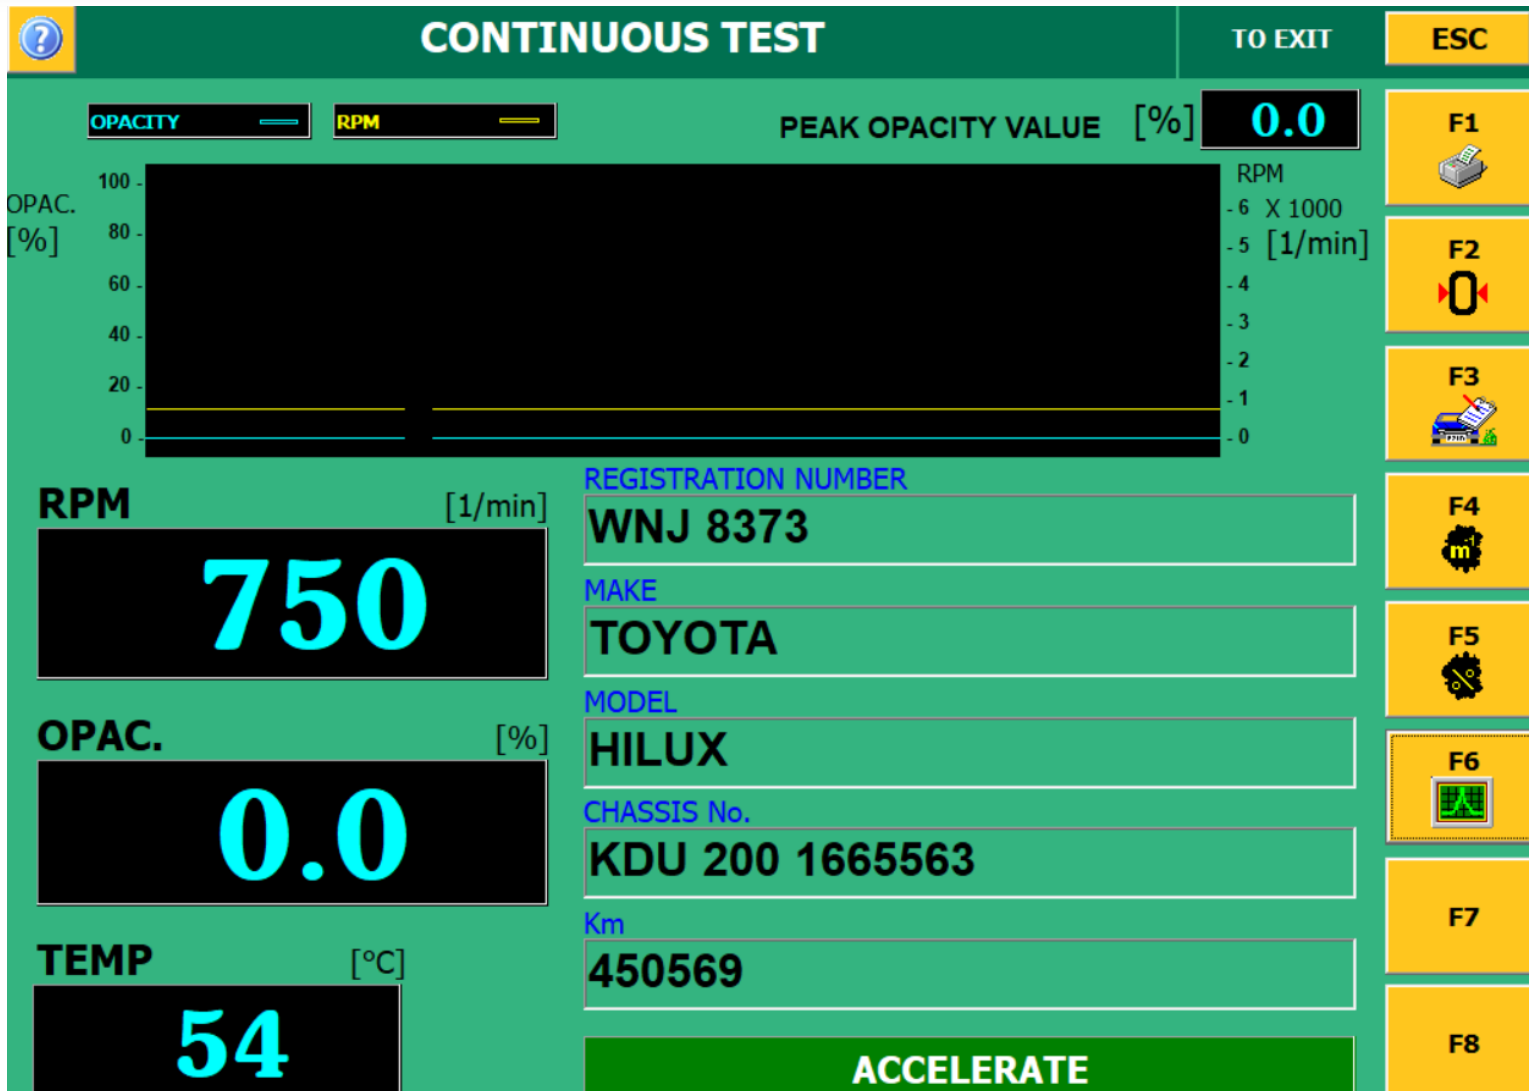 CONTINUOUS TEST TO EXIT ESC
OPACITY RPM PEAK OPACITY VALUE [%] 0.0
F1
OPAC.
[%]
100
80
60
40
20
0
RPM
X 1000
[1/min]
6
5
4
3
2
1
0
F2
F3
RPM [1/min]
750
OPAC. [%]
0.0
TEMP [°C]
54
REGISTRATION NUMBER
WNJ 8373
MAKE
TOYOTA
MODEL
HILUX
CHASSIS No.
KDU 200 1665563
Km
450569
ACCELERATE
F4
m⁻¹
F5
%
F6
F7
F8